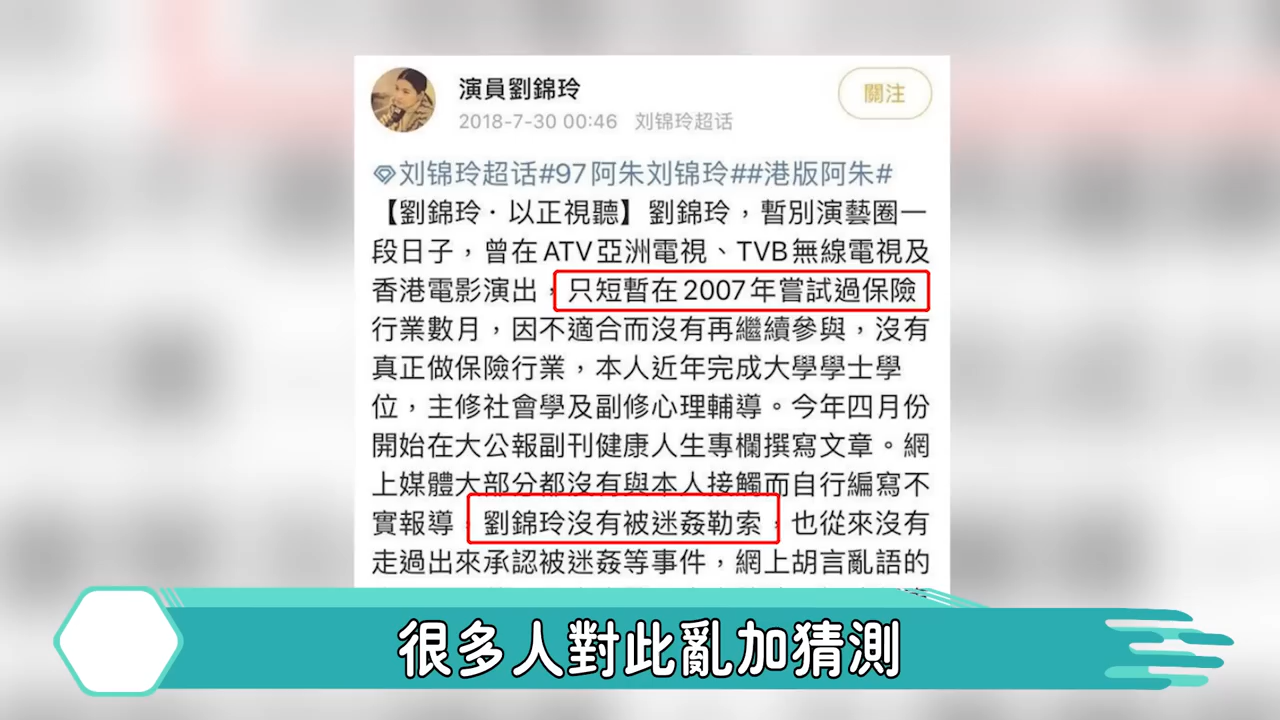 演員劉錦玲
關注
2018-7-30 00:46 刘锦玲超话
刘锦玲超话#97阿朱刘锦玲##港版阿朱#
【劉錦玲·以正視聽】劉錦玲，暫別演藝圈一
段日子，曾在ATV亞洲電視、TVB無線電視及
香港電影演出，只短暫在2007年嘗試過保險
行業數月，因不適合而沒有再繼續參與，沒有
真正做保險行業，本人近年完成大學學士學
位，主修社會學及副修心理輔導。今年四月份
開始在大公報副刊健康人生專欄撰寫文章。網
上媒體大部分都沒有與本人接觸而自行編寫不
實報導，劉錦玲沒有被迷姦勒索，也從來沒有
走過出來承認被迷姦等事件，網上胡言亂語的
很多人對此亂加猜測